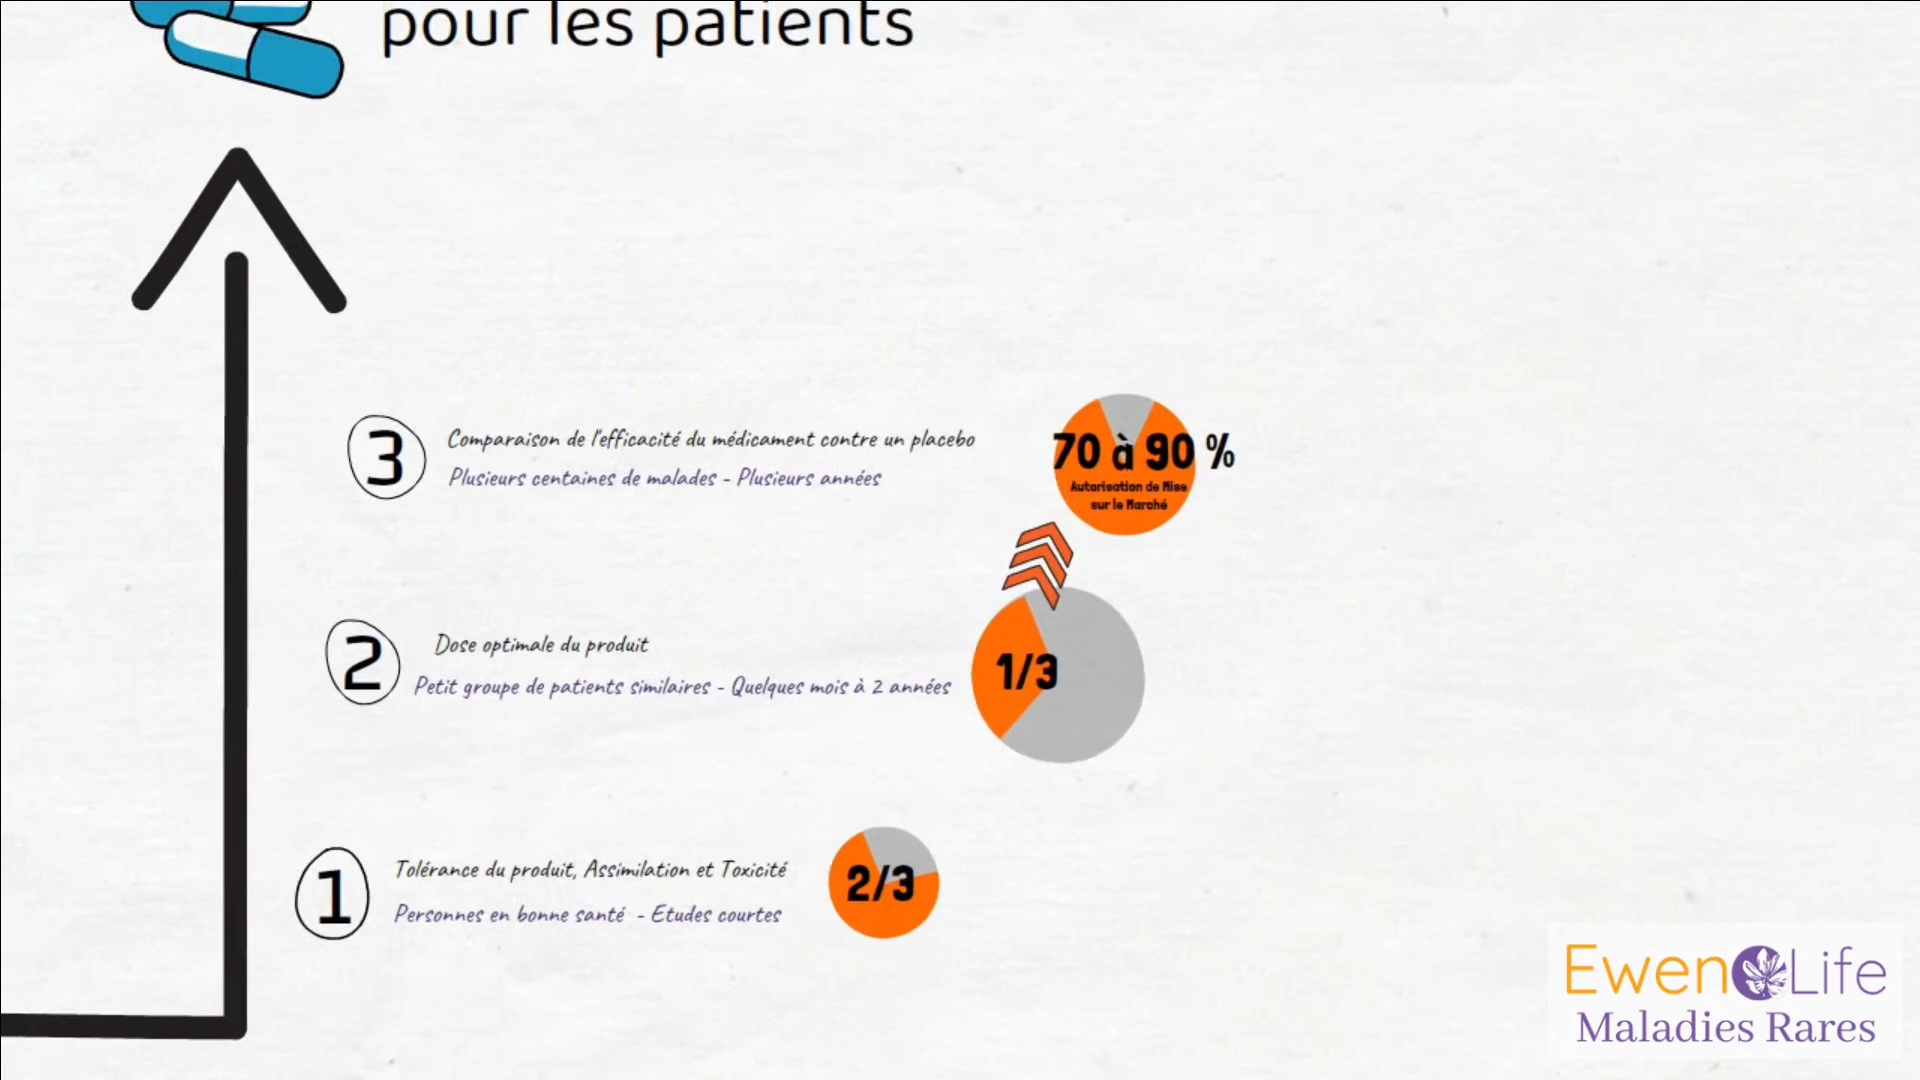 pour les patients
3
Comparaison de l'efficacité du médicament contre un placebo
Plusieurs centaines de malades - Plusieurs années
70 à 90 %
Autorisation de Mise
sur le Marché
2
Dose optimale du produit
Petit groupe de patients similaires - Quelques mois à 2 années
1/3
1
Tolérance du produit, Assimilation et Toxicité
Personnes en bonne santé - Etudes courtes
2/3
Ewen Life
Maladies Rares